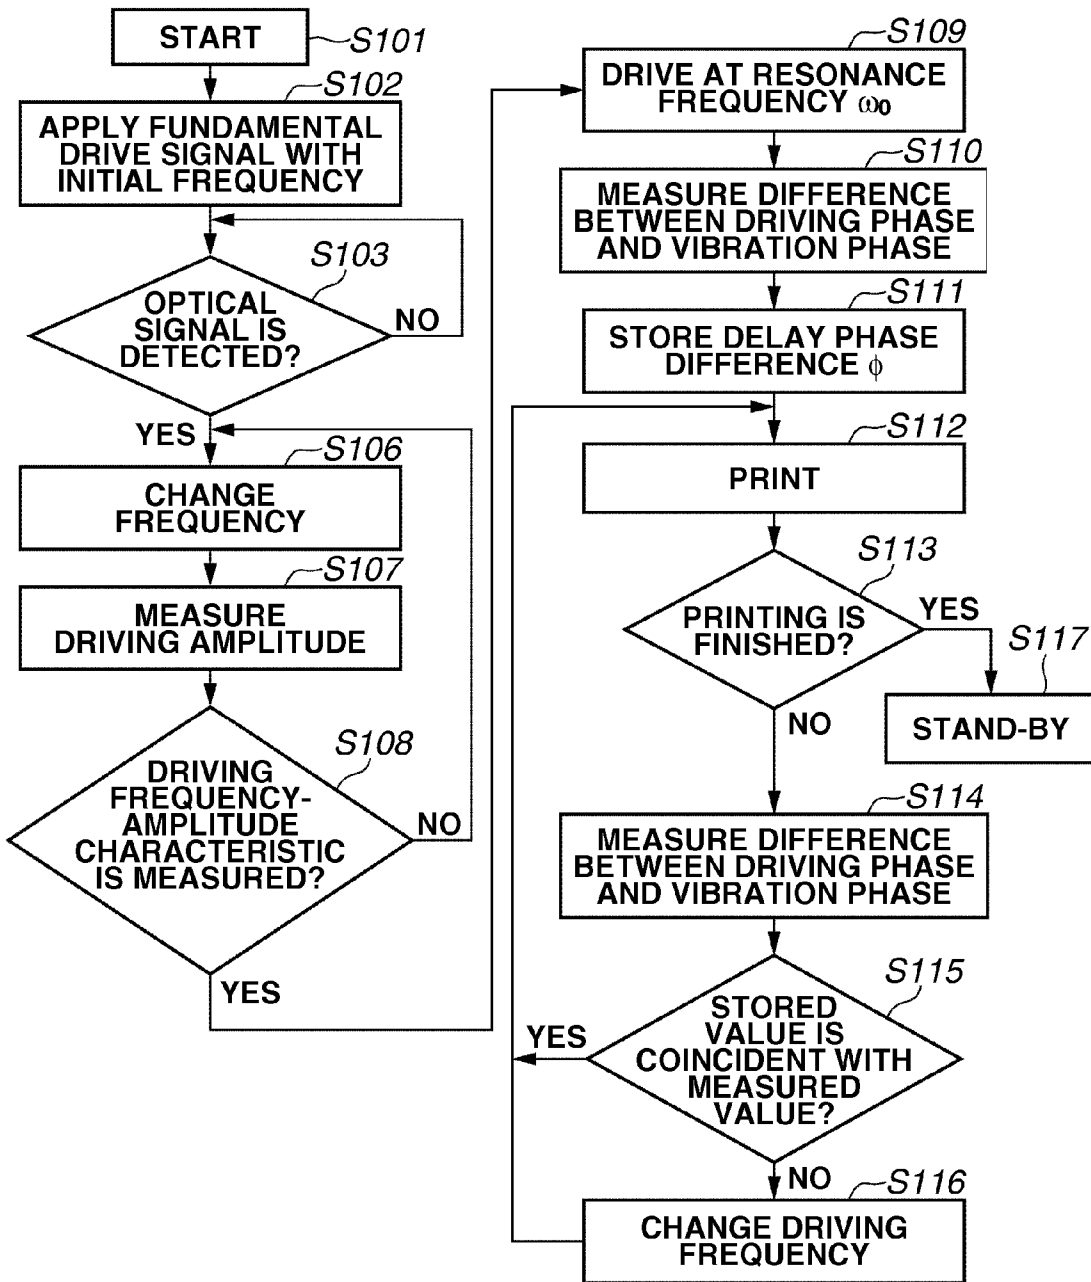 START
S101
S102
APPLY FUNDAMENTAL
DRIVE SIGNAL WITH
INITIAL FREQUENCY
S103
OPTICAL
SIGNAL IS
DETECTED?
NO
YES
S106
CHANGE
FREQUENCY
S107
MEASURE
DRIVING AMPLITUDE
S108
DRIVING
FREQUENCY-
AMPLITUDE
CHARACTERISTIC
IS MEASURED?
NO
YES
S109
DRIVE AT RESONANCE
FREQUENCY ω₀
S110
MEASURE DIFFERENCE
BETWEEN DRIVING PHASE
AND VIBRATION PHASE
S111
STORE DELAY PHASE
DIFFERENCE ϕ
S112
PRINT
S113
PRINTING IS
FINISHED?
YES
S117
STAND-BY
NO
S114
MEASURE DIFFERENCE
BETWEEN DRIVING PHASE
AND VIBRATION PHASE
S115
STORED
VALUE IS
COINCIDENT WITH
MEASURED
VALUE?
YES
NO
S116
CHANGE DRIVING
FREQUENCY